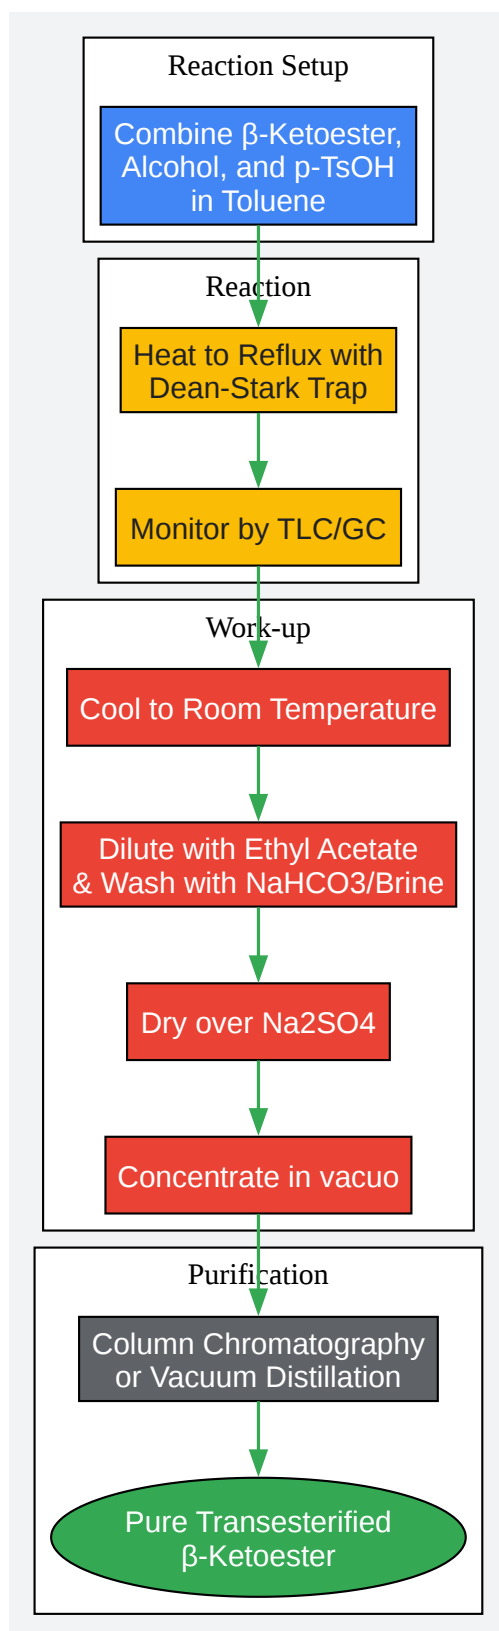 Reaction Setup
Combine β-Ketoester,
Alcohol, and p-TsOH
in Toluene
Reaction
Heat to Reflux with
Dean-Stark Trap
Monitor by TLC/GC
Work-up
Cool to Room Temperature
Dilute with Ethyl Acetate
& Wash with NaHCO3/Brine
Dry over Na2SO4
Concentrate in vacuo
Purification
Column Chromatography
or Vacuum Distillation
Pure Transesterified
β-Ketoester